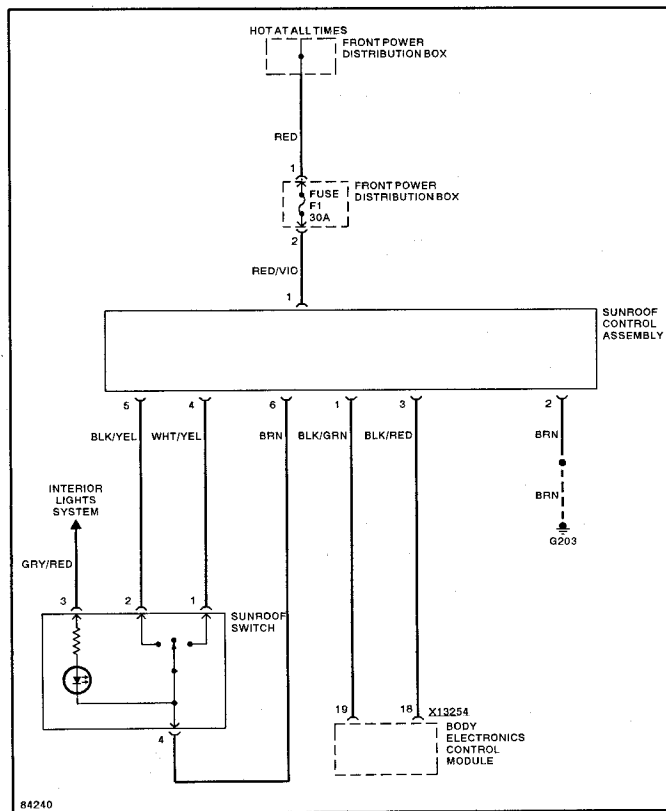 HOT AT ALL TIMES
FRONT POWER
DISTRIBUTION BOX
RED
1
FUSE
F1
30A
FRONT POWER
DISTRIBUTION BOX
2
RED/VIO
1
SUNROOF
CONTROL
ASSEMBLY
5 4 6 1 3 2
BLK/YEL WHT/YEL BRN BLK/GRN BLK/RED BRN
INTERIOR
LIGHTS
SYSTEM
BRN
G203
GRY/RED
3 2 1
SUNROOF
SWITCH
4
19 18 X13254
BODY
ELECTRONICS
CONTROL
MODULE
84240